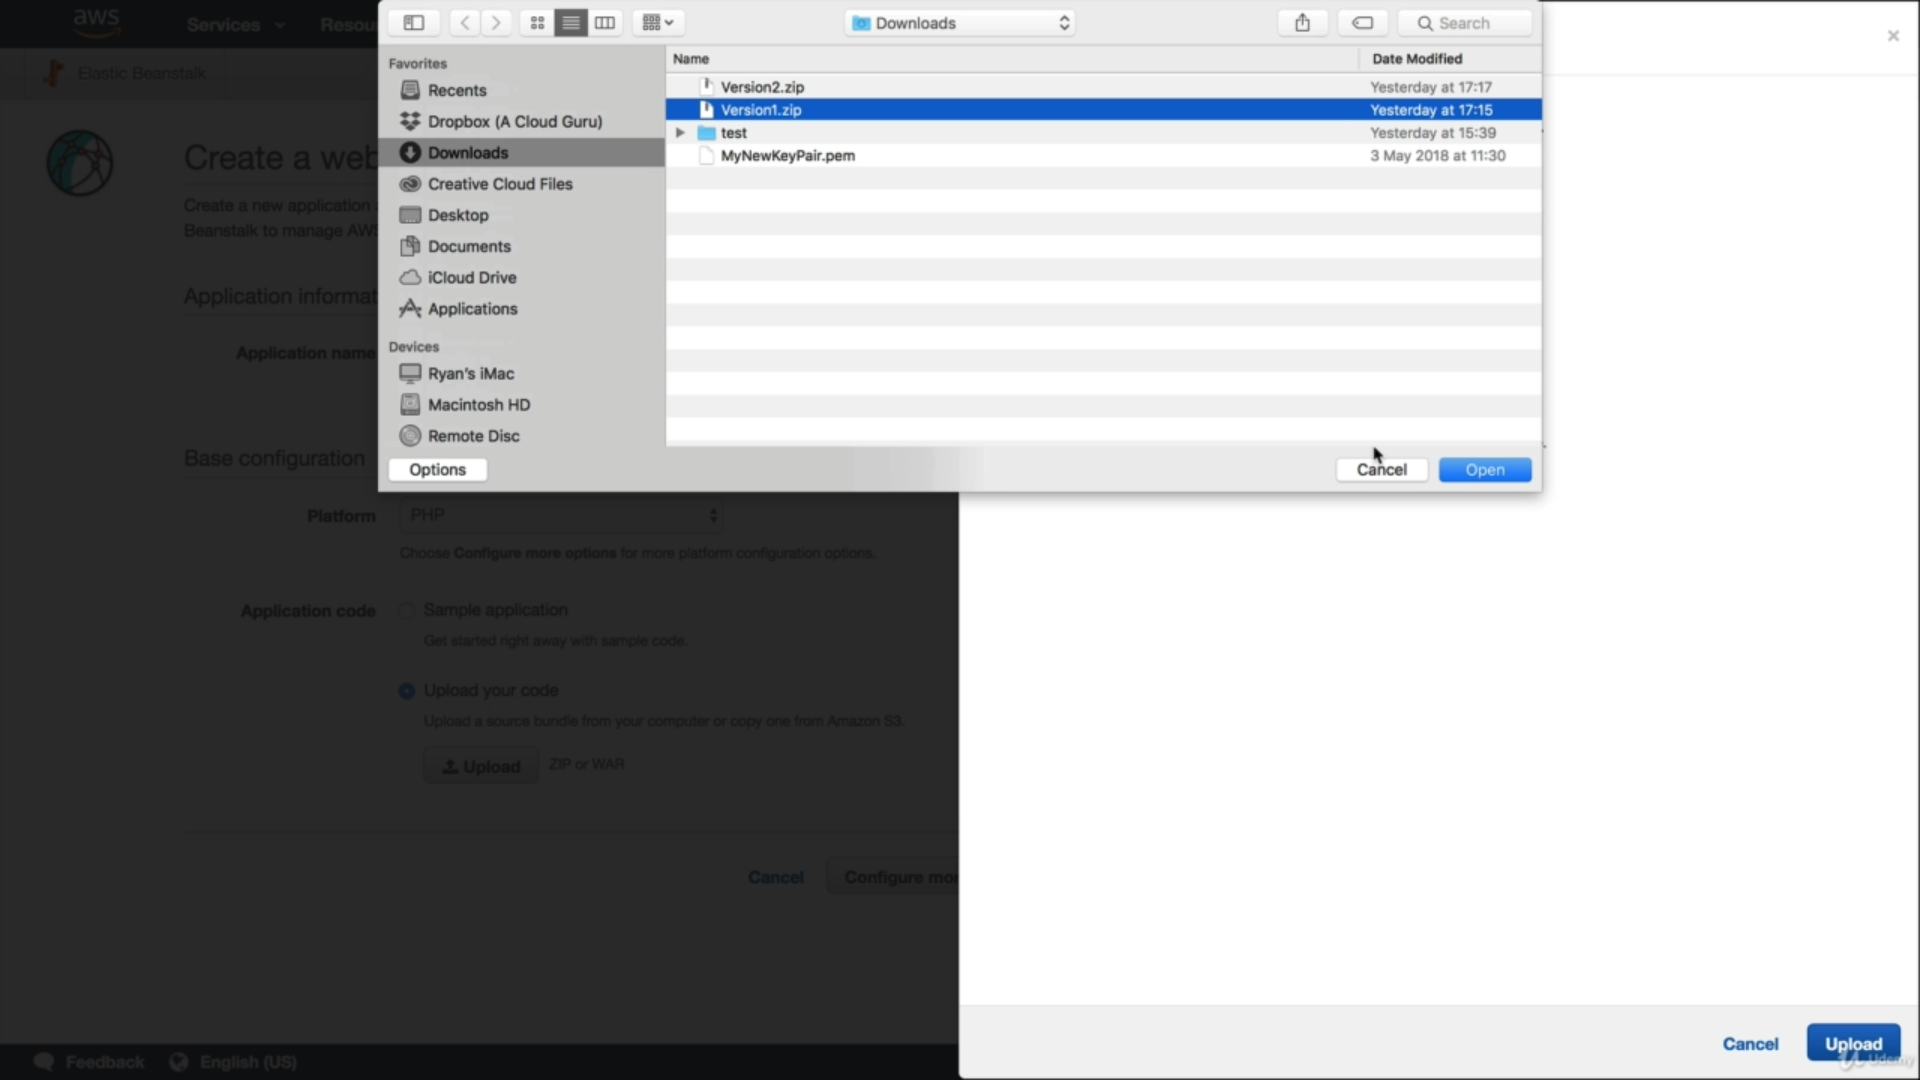 aws
Services
Resou
Downloads
Search
Elastic Beanstalk
Favorites
Recents
Dropbox (A Cloud Guru)
Downloads
Creative Cloud Files
Desktop
Documents
iCloud Drive
Applications
Devices
Ryan's iMac
Macintosh HD
Remote Disc
Name
Date Modified
Version2.zip
Yesterday at 17:17
Version1.zip
Yesterday at 17:15
test
Yesterday at 15:39
MyNewKeyPair.pem
3 May 2018 at 11:30
Options
Cancel
Open
Create a web
Create a new application
Beanstalk to manage AWS
Application informat
Application name
Base configuration
Platform
PHP
Choose Configure more options for more platform configuration options.
Application code
Sample application
Get started right away with sample code.
Upload your code
Upload a source bundle from your computer or copy one from Amazon S3.
Upload
ZIP or WAR
Cancel
Configure mo
Cancel
Upload
Udemy
Feedback
English (US)